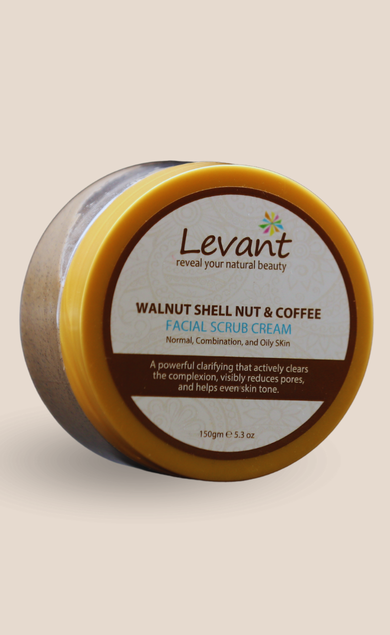 Levant
reveal your natural beauty
WALNUT SHELL NUT & COFFEE
FACIAL SCRUB CREAM
Normal, Combination, and Oily SKin
A powerful clarifying that actively clears
the complexion, visibly reduces pores,
and helps even skin tone.
150gm ℮ 5.3 oz